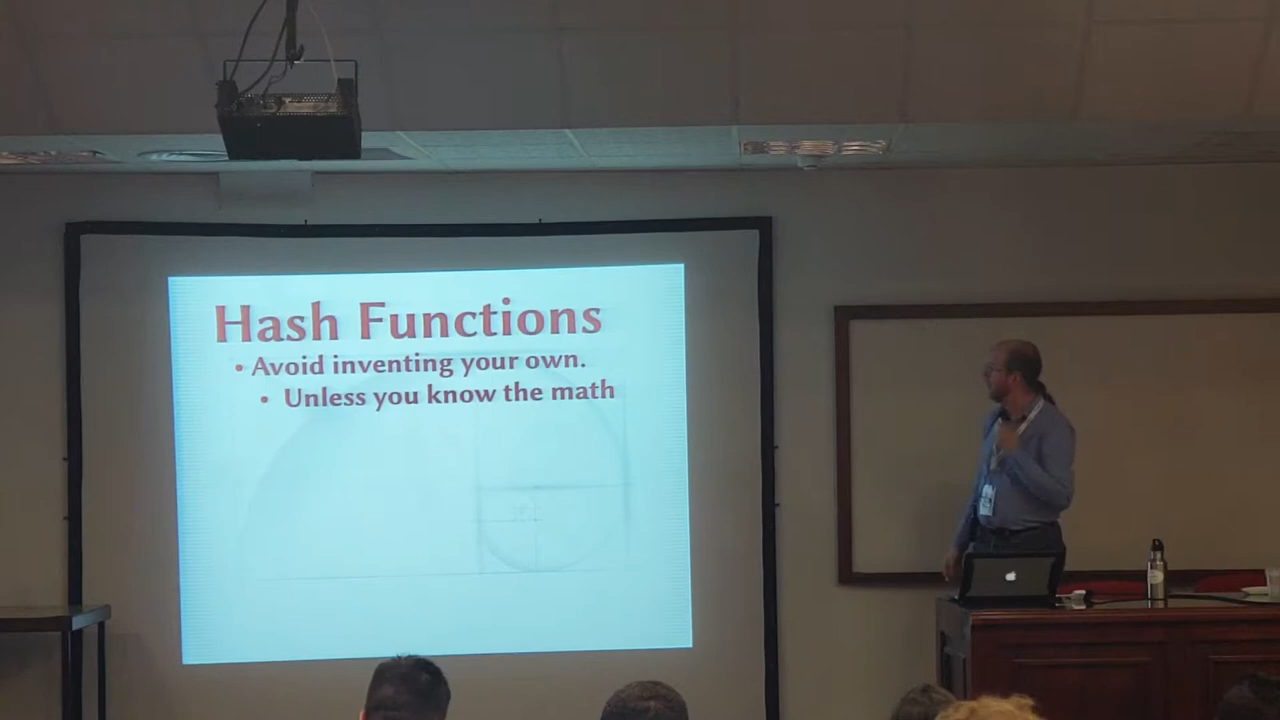 Hash Functions
• Avoid inventing your own.
• Unless you know the math